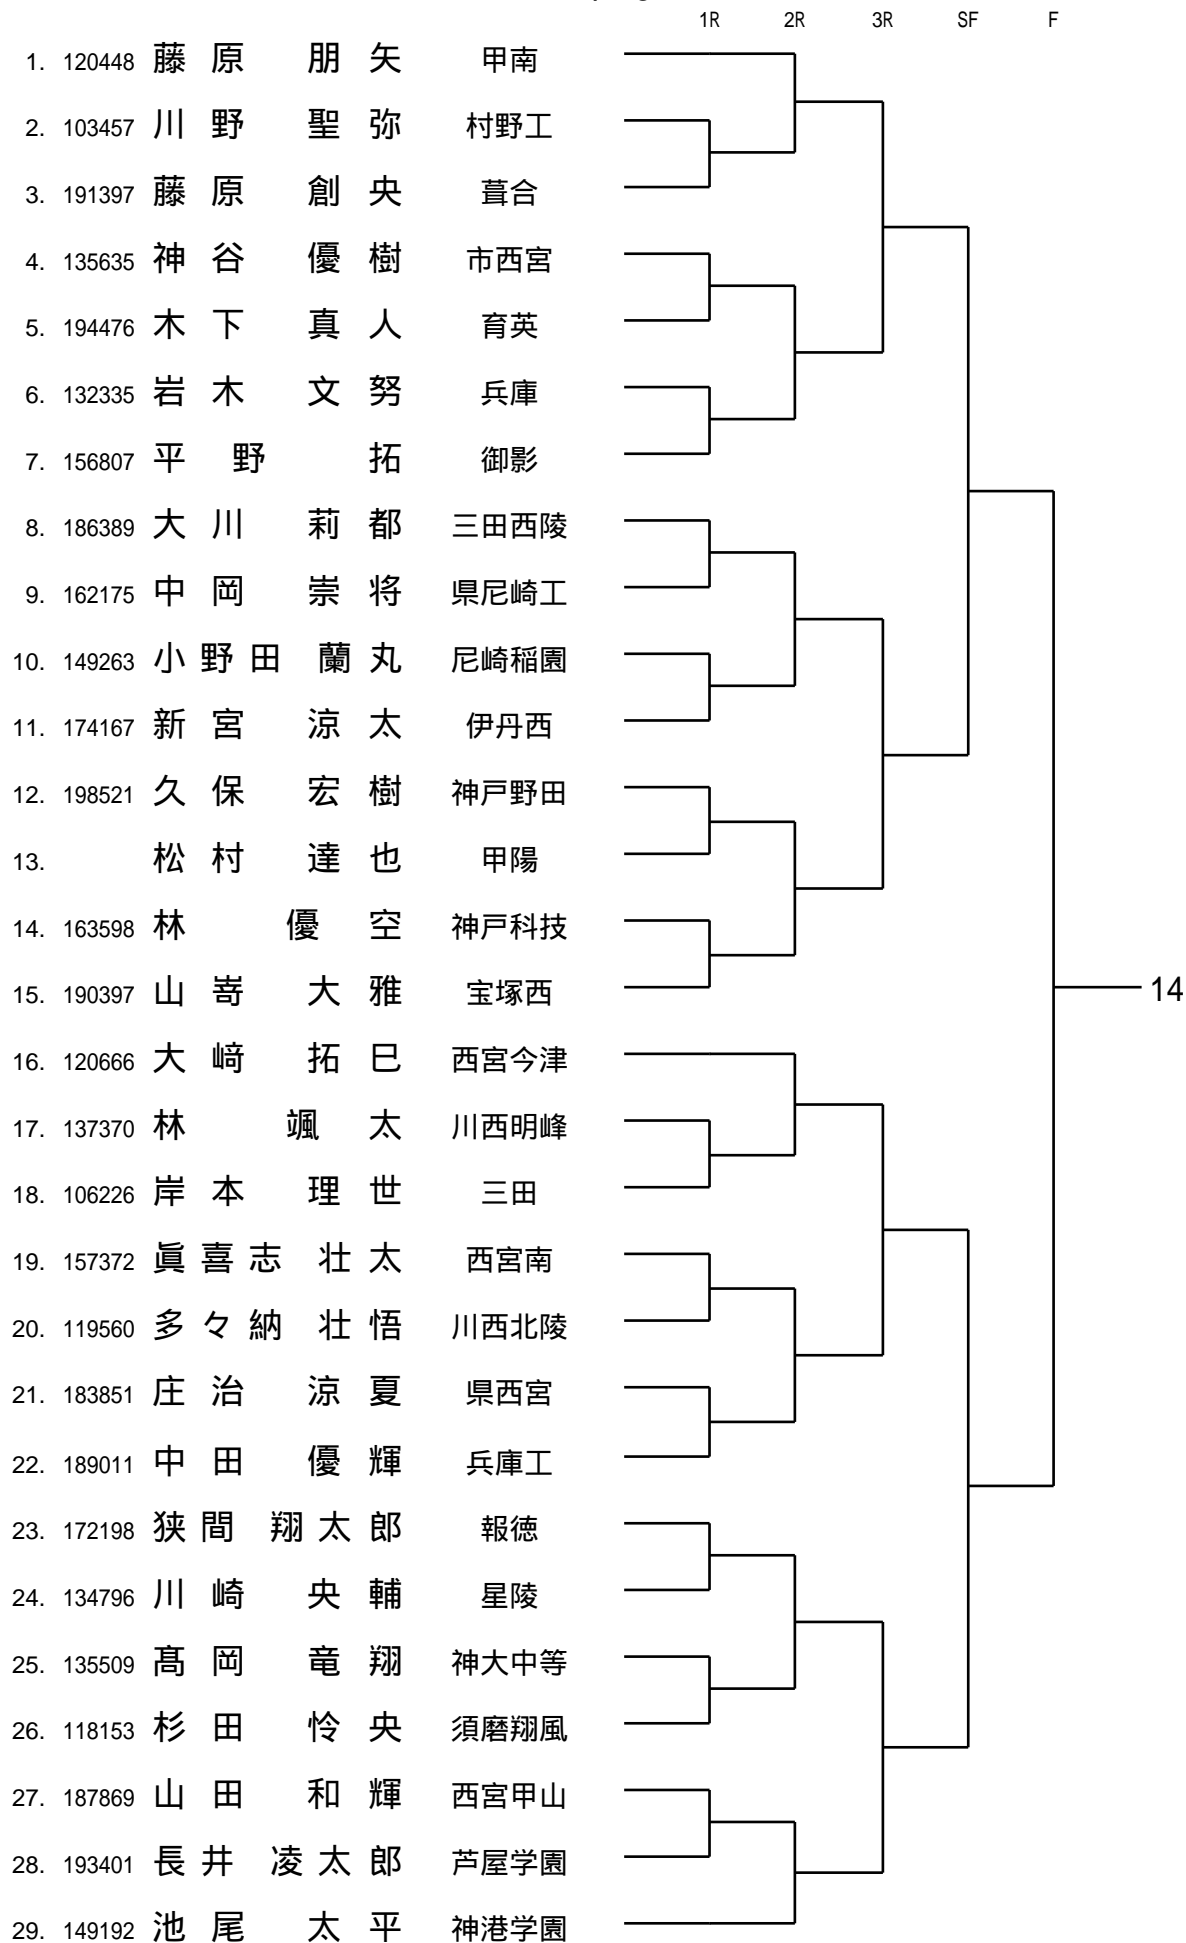 1R 2R 3R SF F
1. 120448 藤原 朋矢 甲南
2. 103457 川野 聖弥 村野工
3. 191397 藤原 創央 葺合
4. 135635 神谷 優樹 市西宮
5. 194476 木下 真人 育英
6. 132335 岩木 文努 兵庫
7. 156807 平野 拓 御影
8. 186389 大川 莉都 三田西陵
9. 162175 中岡 崇将 県尼崎工
10. 149263 小野田 蘭丸 尼崎稲園
11. 174167 新宮 涼太 伊丹西
12. 198521 久保 宏樹 神戸野田
13. 松村 達也 甲陽
14. 163598 林 優空 神戸科技
15. 190397 山嵜 大雅 宝塚西
14
16. 120666 大﨑 拓巳 西宮今津
17. 137370 林 颯太 川西明峰
18. 106226 岸本 理世 三田
19. 157372 眞喜志 壮太 西宮南
20. 119560 多々納 壮悟 川西北陵
21. 183851 庄治 涼夏 県西宮
22. 189011 中田 優輝 兵庫工
23. 172198 狭間 翔太郎 報徳
24. 134796 川崎 央輔 星陵
25. 135509 髙岡 竜翔 神大中等
26. 118153 杉田 怜央 須磨翔風
27. 187869 山田 和輝 西宮甲山
28. 193401 長井 凌太郎 芦屋学園
29. 149192 池尾 太平 神港学園